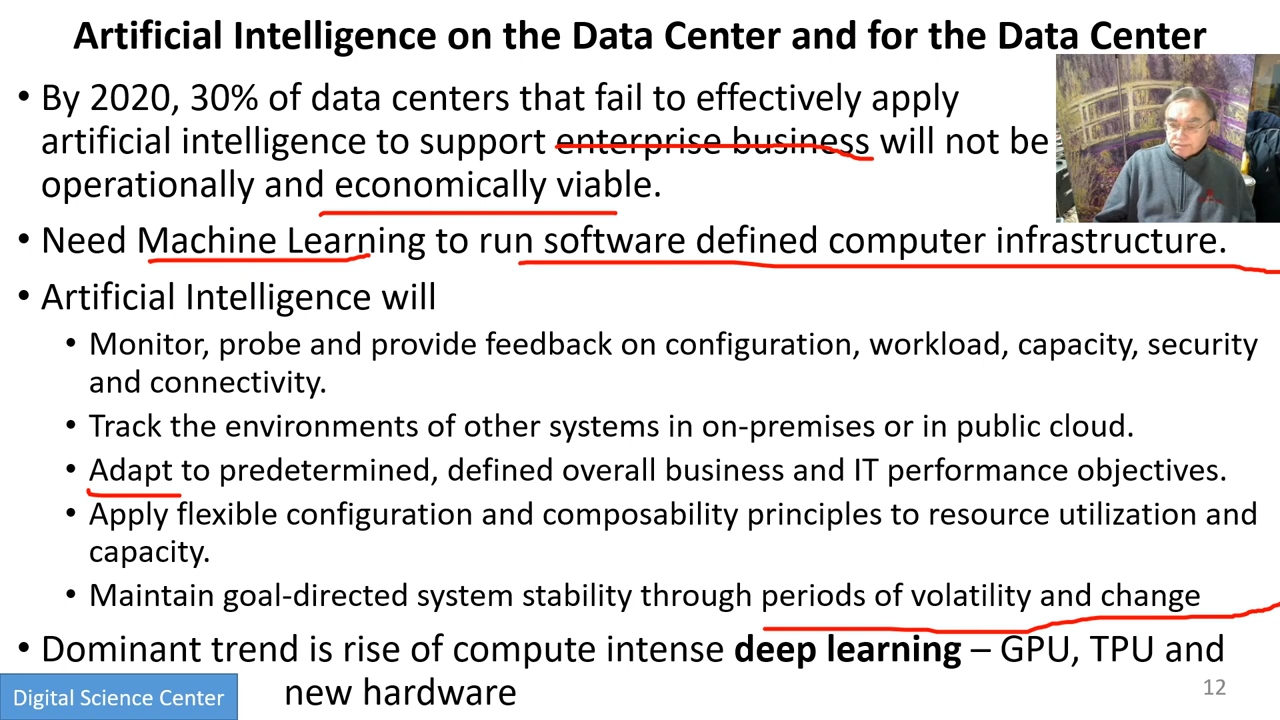 Artificial Intelligence on the Data Center and for the Data Center
• By 2020, 30% of data centers that fail to effectively apply
artificial intelligence to support enterprise business will not be
operationally and economically viable.
• Need Machine Learning to run software defined computer infrastructure.
• Artificial Intelligence will
• Monitor, probe and provide feedback on configuration, workload, capacity, security
and connectivity.
• Track the environments of other systems in on-premises or in public cloud.
• Adapt to predetermined, defined overall business and IT performance objectives.
• Apply flexible configuration and composability principles to resource utilization and
capacity.
• Maintain goal-directed system stability through periods of volatility and change
• Dominant trend is rise of compute intense deep learning – GPU, TPU and
new hardware
Digital Science Center
12